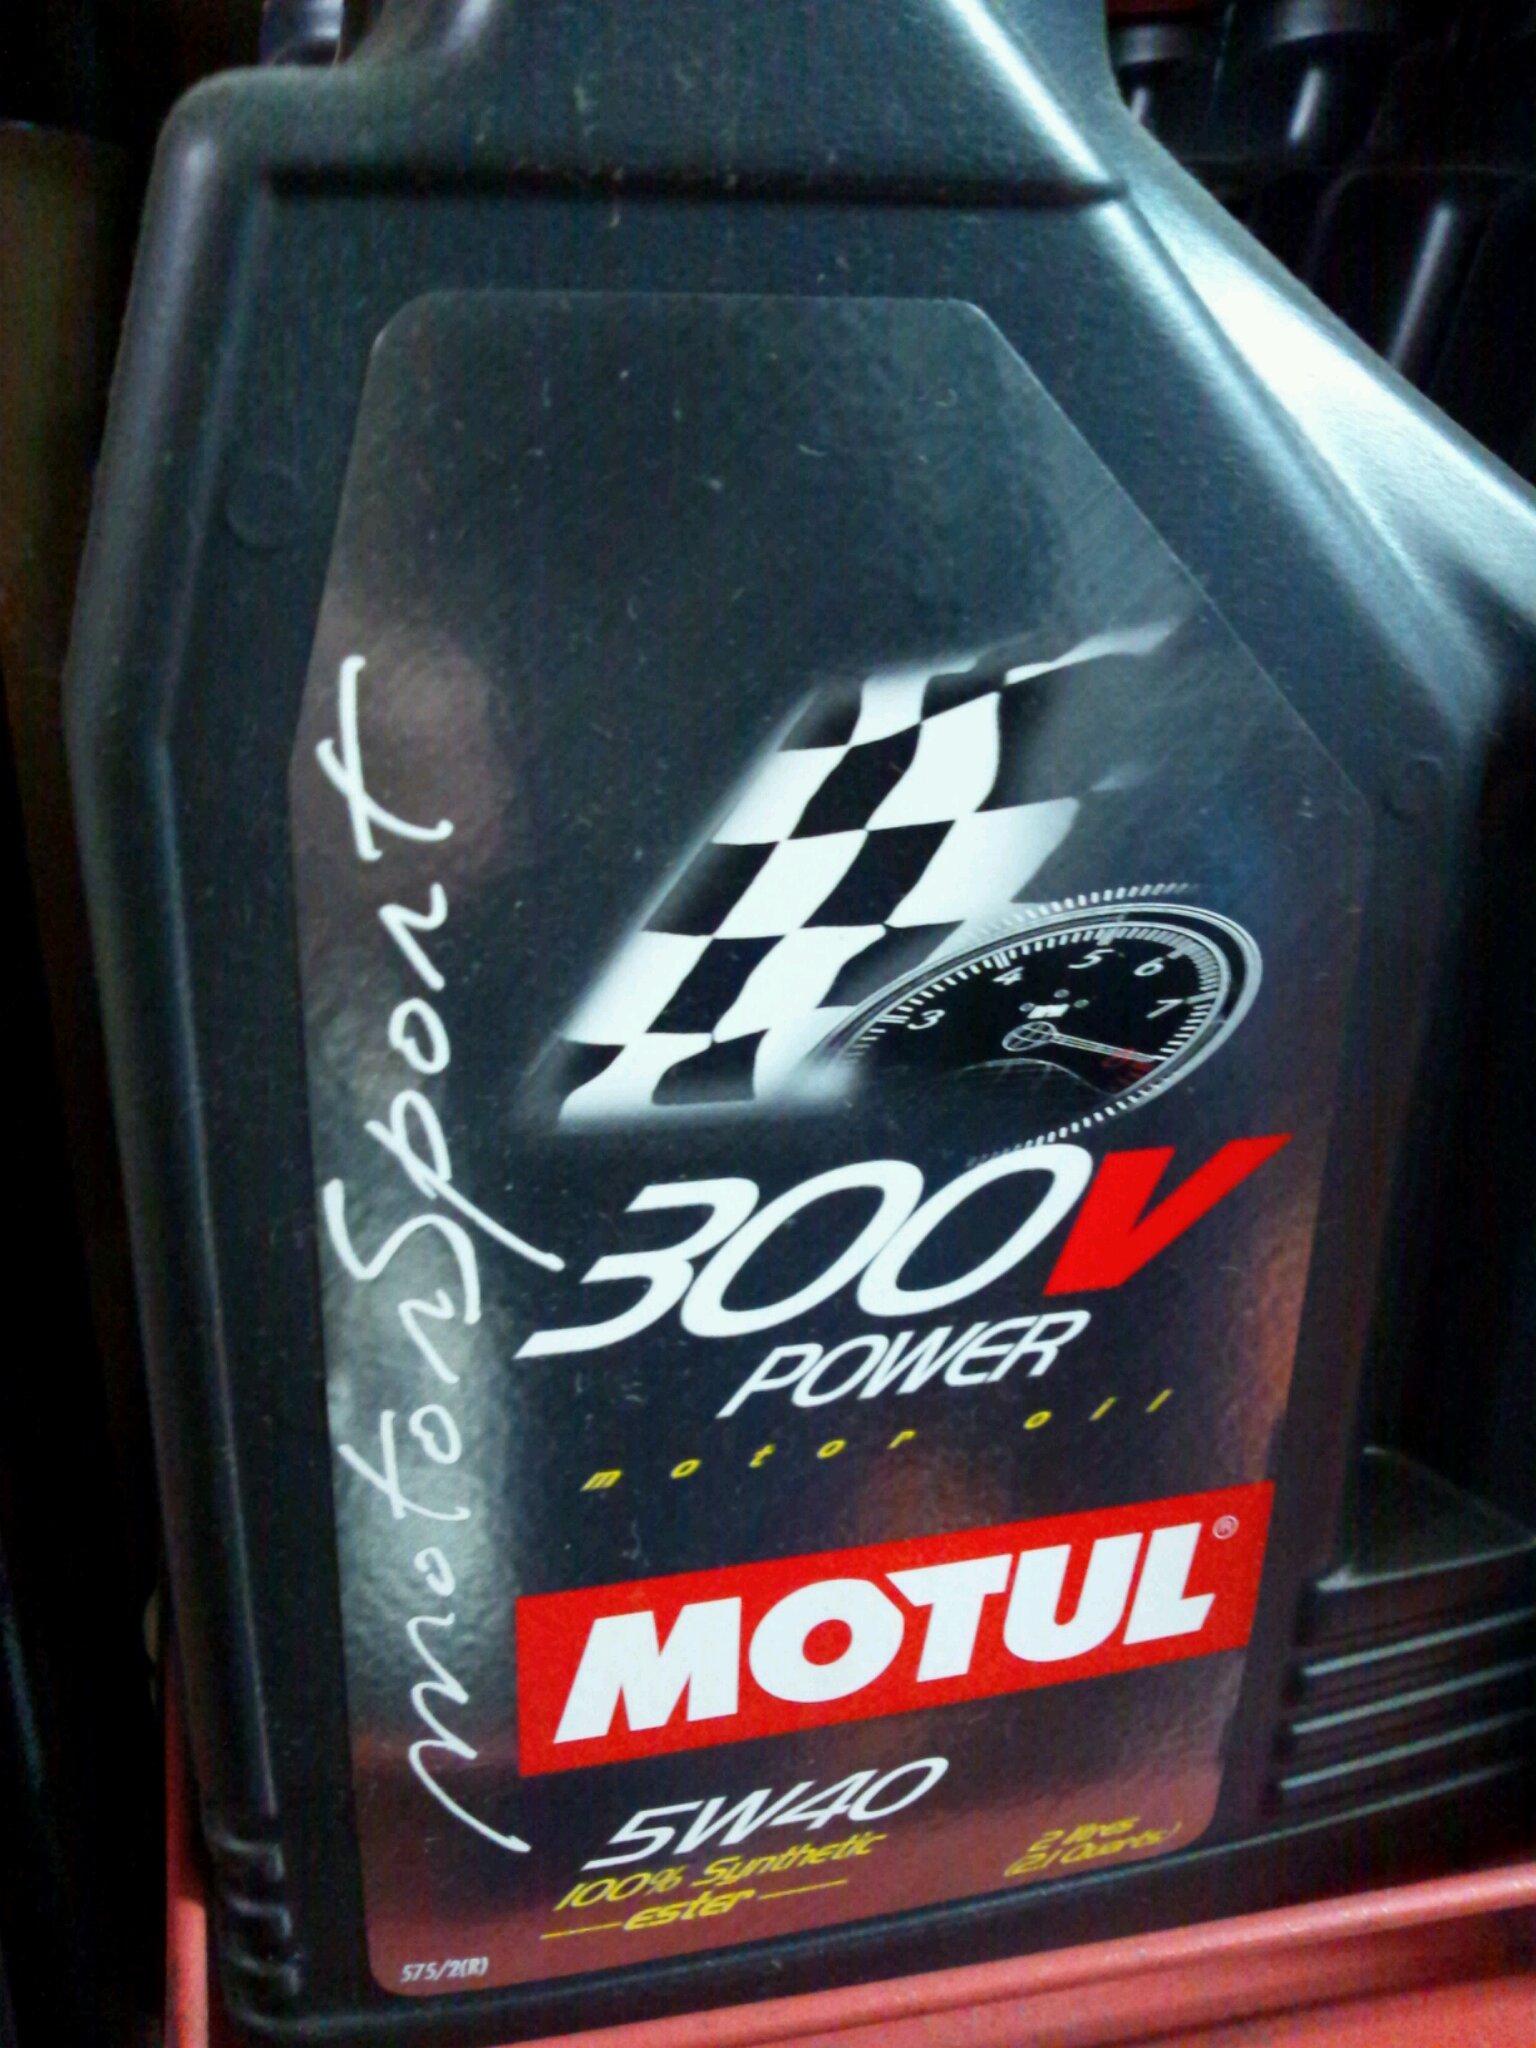 motorSport
3
4
5
6
7
300V
POWER
motor oil
MOTUL®
5W40
100% Synthetic
ester
2 litres
(2.1 Quarts.)
575/2(R)